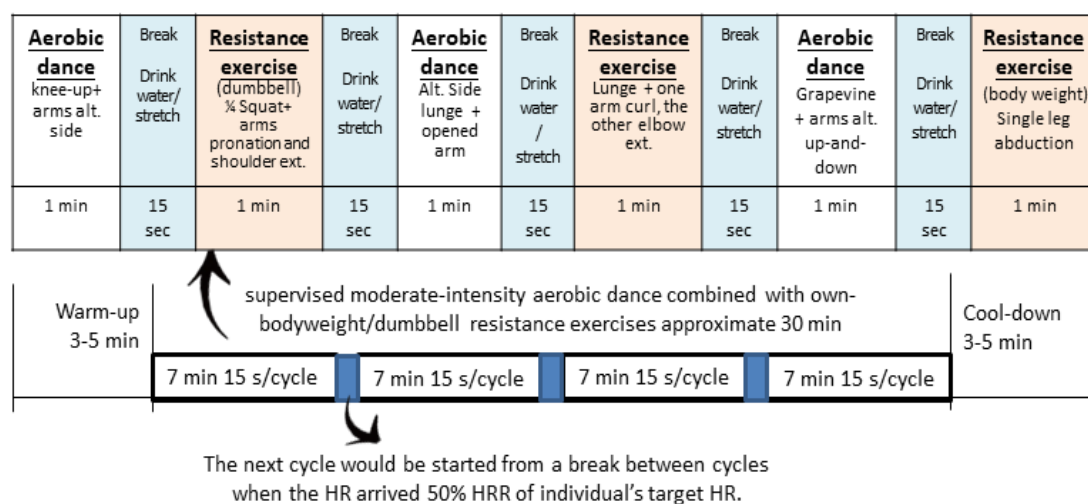 Aerobic
dance
knee-up+
arms alt.
side
Break
Drink
water/
stretch
Resistance
exercise
(dumbbell)
¼ Squat+
arms
pronation and
shoulder ext.
Break
Drink
water/
stretch
Aerobic
dance
Alt. Side
lunge +
opened
arm
Break
Drink
water
/
stretch
Resistance
exercise
Lunge + one
arm curl, the
other elbow
ext.
Break
Drink
water/
stretch
Aerobic
dance
Grapevine
+ arms alt.
up-and-
down
Break
Drink
water/
stretch
Resistance
exercise
(body weight)
Single leg
abduction
1 min
15
sec
1 min
15
sec
1 min
15
sec
1 min
15
sec
1 min
15
sec
1 min
Warm-up
3-5 min
supervised moderate-intensity aerobic dance combined with own-
bodyweight/dumbbell resistance exercises approximate 30 min
Cool-down
3-5 min
7 min 15 s/cycle
7 min 15 s/cycle
7 min 15 s/cycle
7 min 15 s/cycle
The next cycle would be started from a break between cycles
when the HR arrived 50% HRR of individual's target HR.